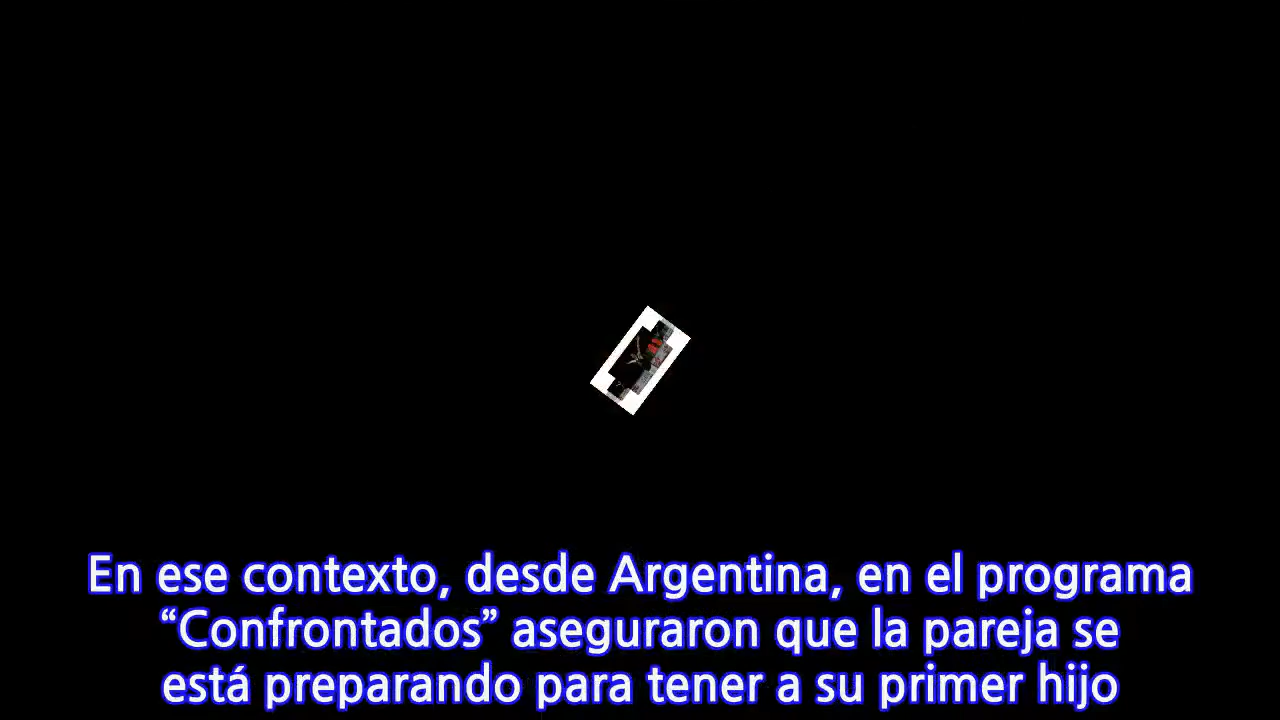 En ese contexto, desde Argentina, en el programa
“Confrontados” aseguraron que la pareja se
está preparando para tener a su primer hijo